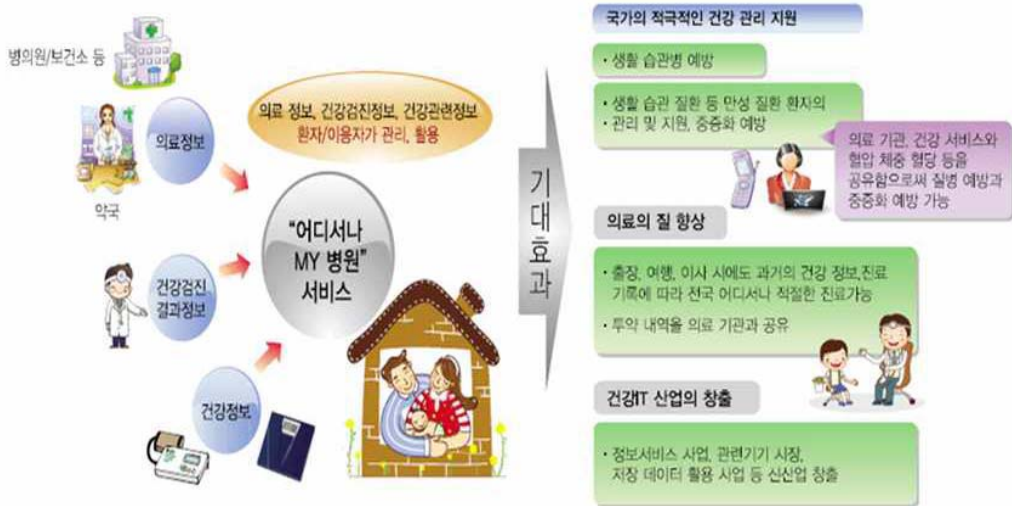 병의원/보건소 등
의료정보
약국
건강검진
결과정보
건강정보
의료 정보, 건강검진정보, 건강관련정보
환자/이용자가 관리, 활용
“어디서나
MY 병원”
서비스
기대효과
국가의 적극적인 건강 관리 지원
• 생활 습관병 예방
• 생활 습관 질환 등 만성 질환 환자의
• 관리 및 지원, 중증화 예방
의료 기관, 건강 서비스와
혈압 체중 혈당 등을
공유함으로써 질병 예방과
중증화 예방 가능
의료의 질 향상
• 출장, 여행, 이사 시에도 과거의 건강 정보,진료
기록에 따라 전국 어디서나 적절한 진료가능
• 투약 내역을 의료 기관과 공유
건강IT 산업의 창출
• 정보서비스 사업, 관련기기 시장,
저장 데이터 활용 사업 등 신산업 창출